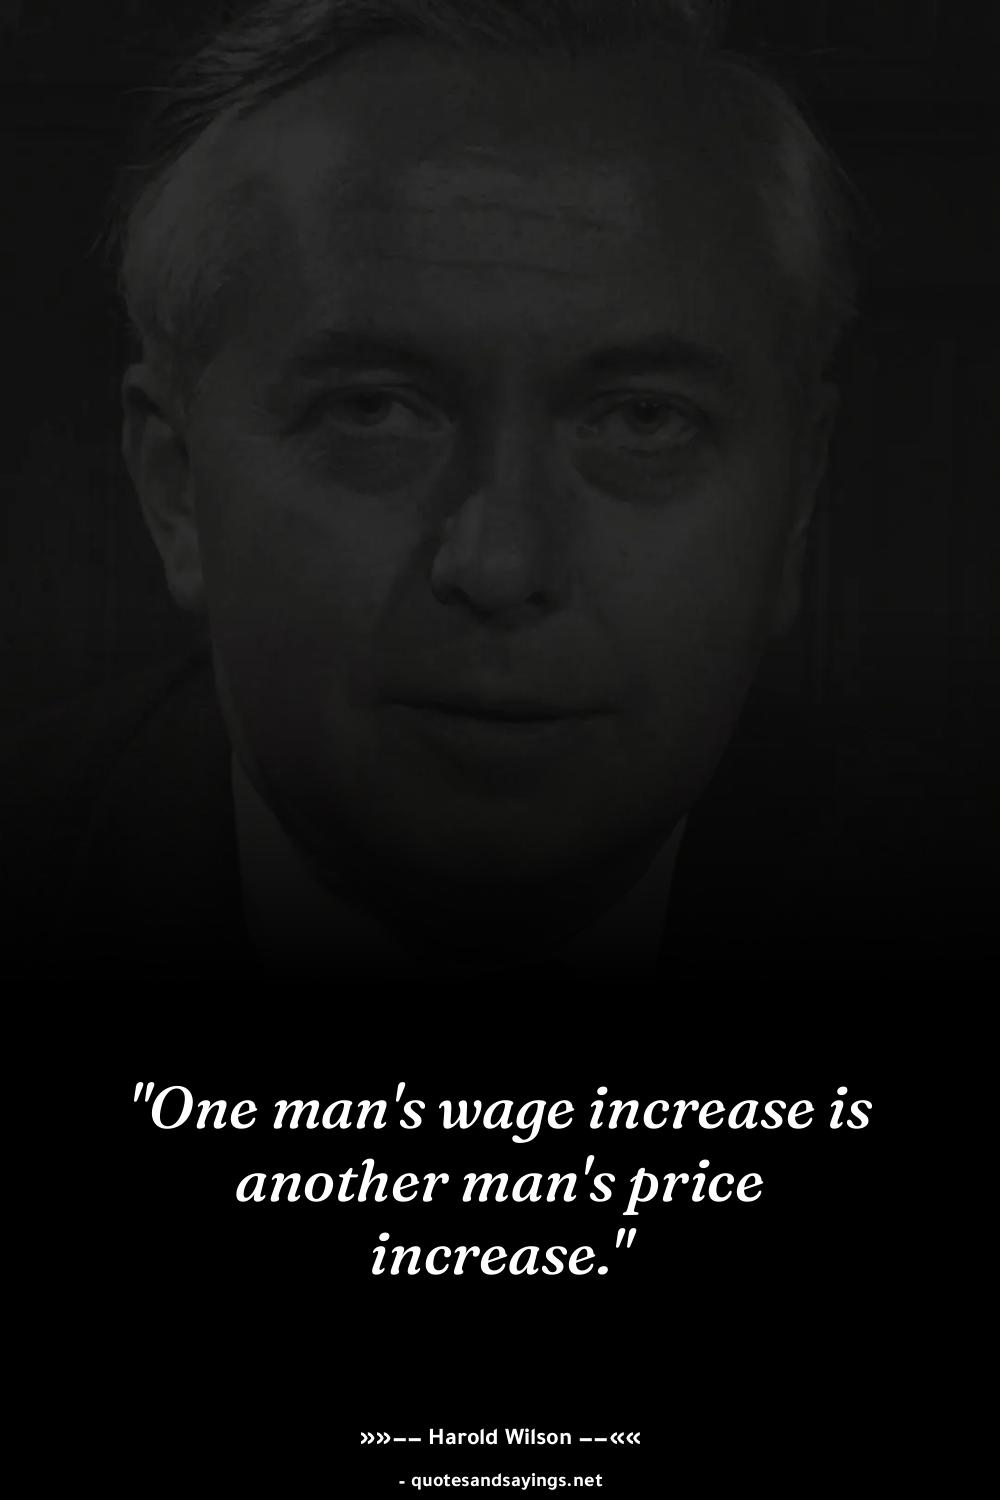 "One man's wage increase is
another man's price
increase."
»»–– Harold Wilson ––««
- quotesandsayings.net